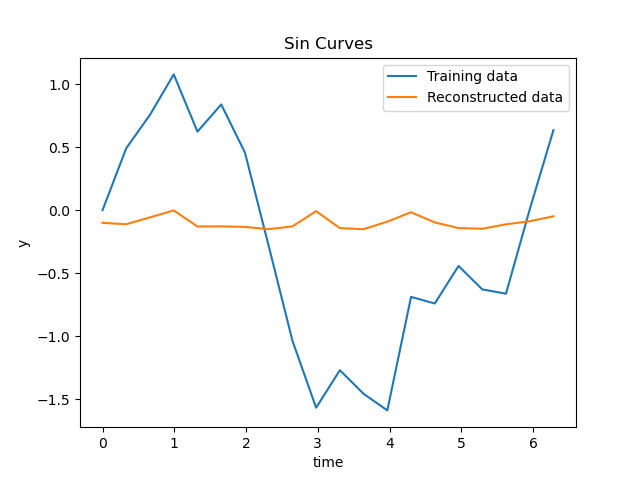 Sin Curves
Training data
Reconstructed data
1.0
0.5
0.0
−0.5
−1.0
−1.5
y
0 1 2 3 4 5 6
time